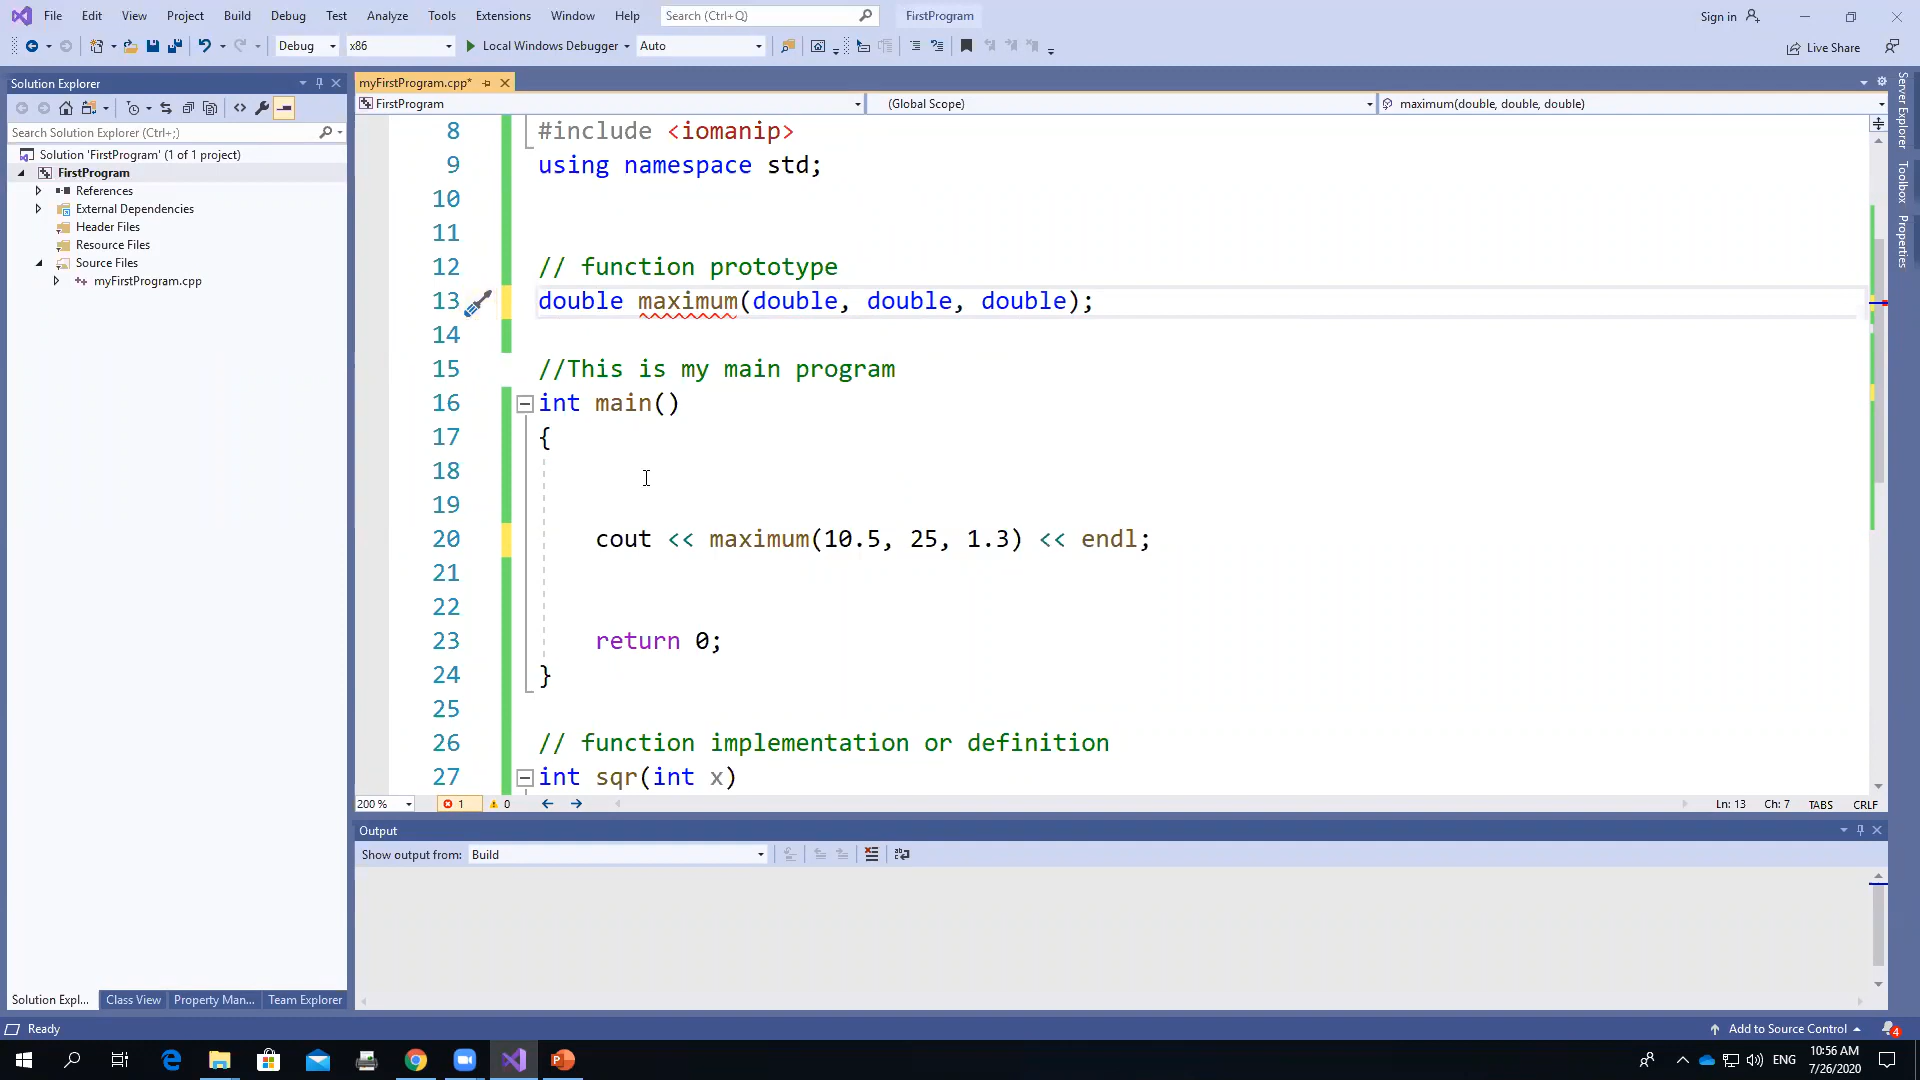 File Edit View Project Build Debug Test Analyze Tools Extensions Window Help Search (Ctrl+Q) FirstProgram Sign in
Debug x86 Local Windows Debugger Auto Live Share
Solution Explorer
Search Solution Explorer (Ctrl+;)
Solution 'FirstProgram' (1 of 1 project)
FirstProgram
References
External Dependencies
Header Files
Resource Files
Source Files
myFirstProgram.cpp
Solution Expl... Class View Property Man... Team Explorer
myFirstProgram.cpp*
FirstProgram (Global Scope) maximum(double, double, double)
8 #include <iomanip>
9 using namespace std;
10
11
12 // function prototype
13 double maximum(double, double, double);
14
15 //This is my main program
16 int main()
17 {
18
19
20 cout << maximum(10.5, 25, 1.3) << endl;
21
22
23 return 0;
24 }
25
26 // function implementation or definition
27 int sqr(int x)
200 % 1 0 Ln: 13 Ch: 7 TABS CRLF
Output
Show output from: Build
Server Explorer
Toolbox
Properties
Ready Add to Source Control 4
ENG 10:56 AM
7/26/2020